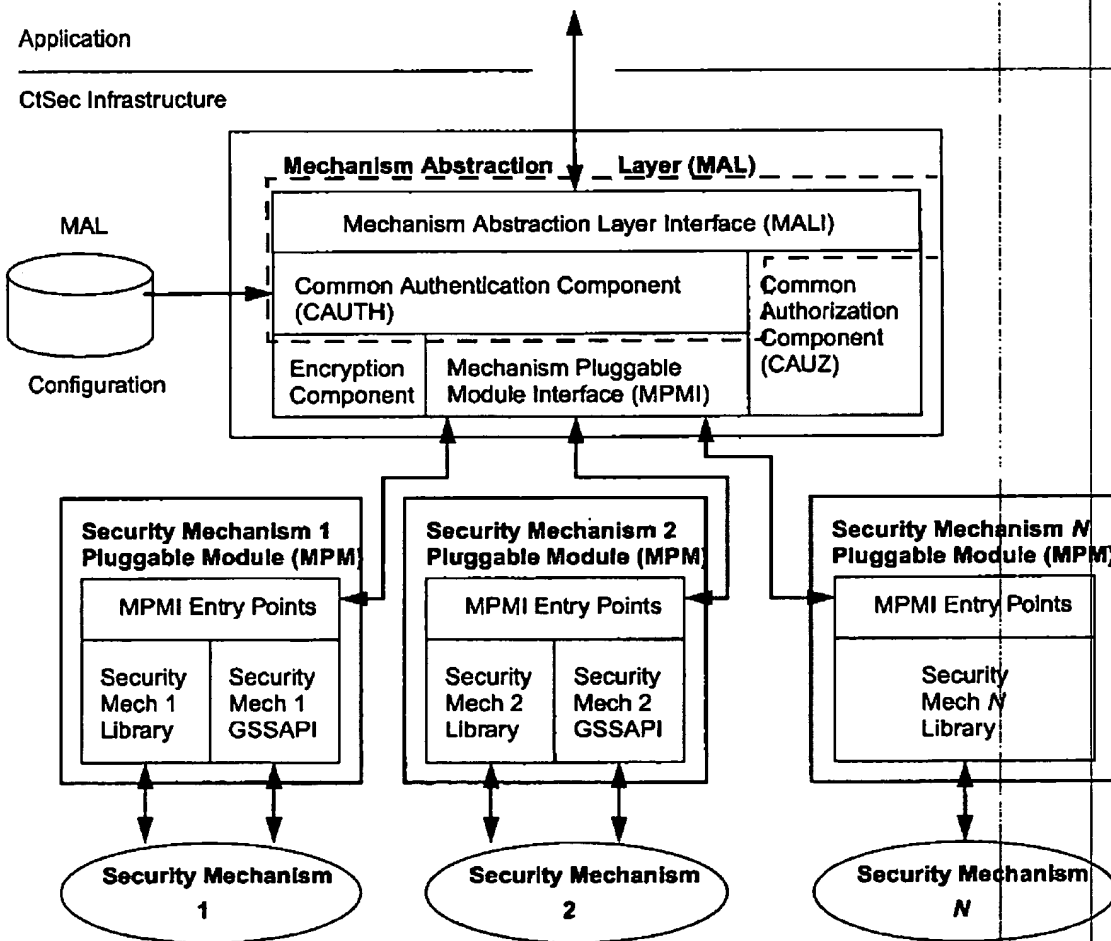 Application
CtSec Infrastructure
Mechanism Abstraction Layer (MAL)
Mechanism Abstraction Layer Interface (MALI)
MAL
Configuration
Common Authentication Component
(CAUTH)
Common
Authorization
Component
(CAUZ)
Encryption
Component
Mechanism Pluggable
Module Interface (MPMI)
Security Mechanism 1
Pluggable Module (MPM)
MPMI Entry Points
Security
Mech 1
Library
Security
Mech 1
GSSAPI
Security Mechanism
1
Security Mechanism 2
Pluggable Module (MPM)
MPMI Entry Points
Security
Mech 2
Library
Security
Mech 2
GSSAPI
Security Mechanism
2
Security Mechanism N
Pluggable Module (MPM)
MPMI Entry Points
Security
Mech N
Library
Security Mechanism
N